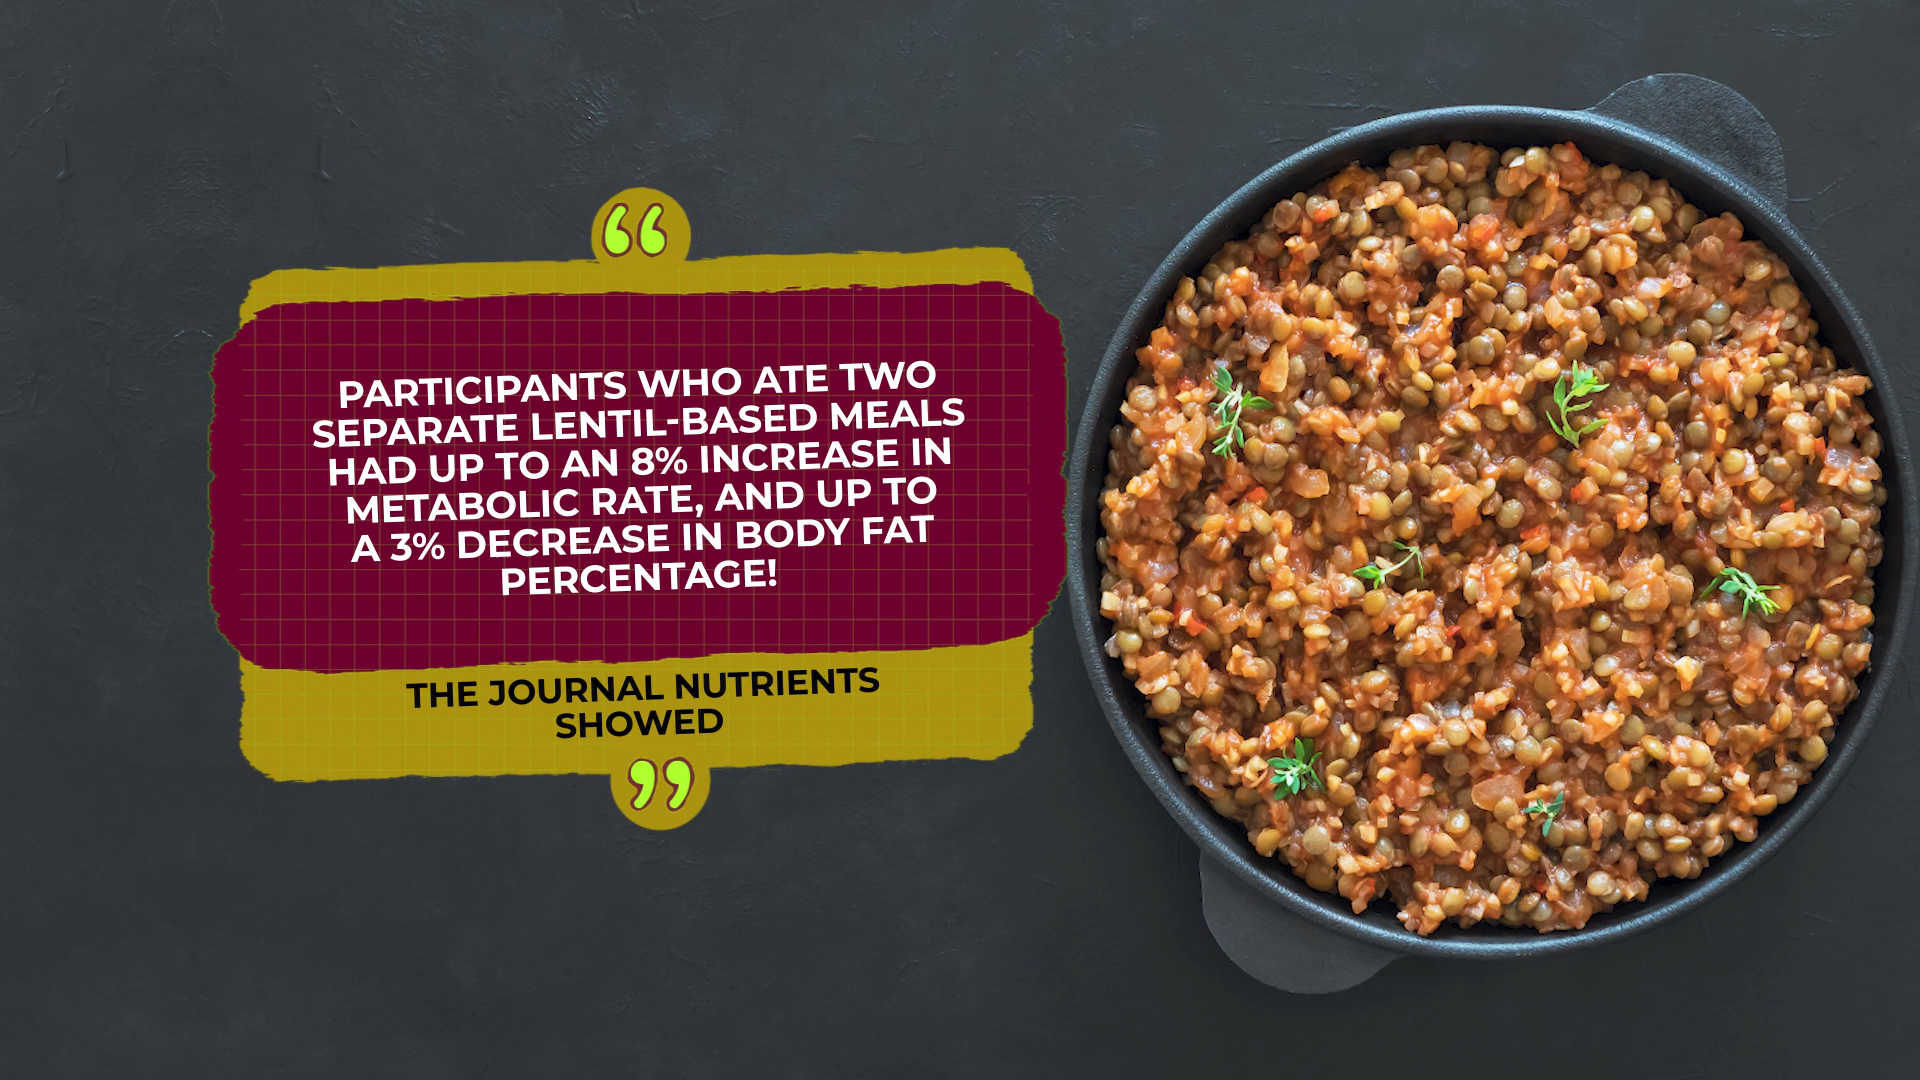 “
PARTICIPANTS WHO ATE TWO
SEPARATE LENTIL-BASED MEALS
HAD UP TO AN 8% INCREASE IN
METABOLIC RATE, AND UP TO
A 3% DECREASE IN BODY FAT
PERCENTAGE!
THE JOURNAL NUTRIENTS
SHOWED
”